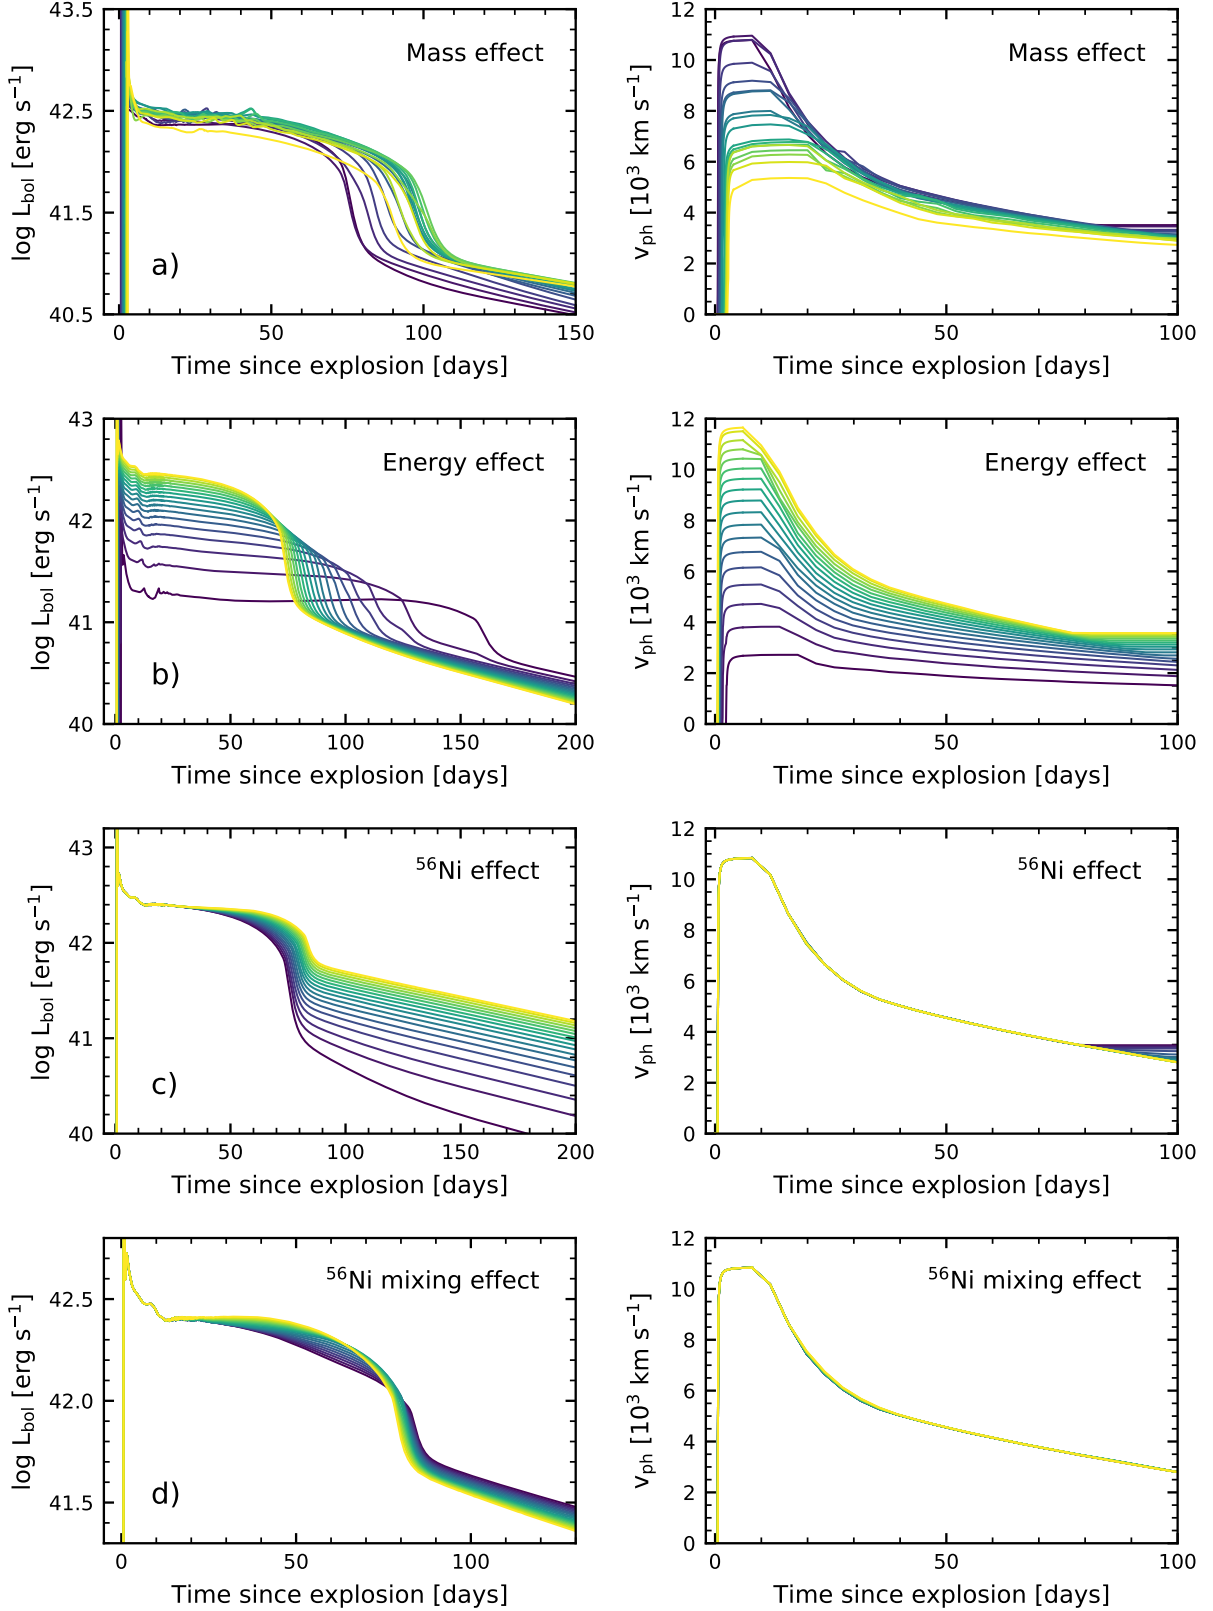 43.5
42.5
41.5
40.5
log L_bol [erg s⁻¹]
Mass effect
a)
0 50 100 150
Time since explosion [days]
12
10
8
6
4
2
0
v_ph [10³ km s⁻¹]
Mass effect
0 50 100
Time since explosion [days]
43
42
41
40
log L_bol [erg s⁻¹]
Energy effect
b)
0 50 100 150 200
Time since explosion [days]
12
10
8
6
4
2
0
v_ph [10³ km s⁻¹]
Energy effect
0 50 100
Time since explosion [days]
43
42
41
40
log L_bol [erg s⁻¹]
⁵⁶Ni effect
c)
0 50 100 150 200
Time since explosion [days]
12
10
8
6
4
2
0
v_ph [10³ km s⁻¹]
⁵⁶Ni effect
0 50 100
Time since explosion [days]
42.5
42.0
41.5
log L_bol [erg s⁻¹]
⁵⁶Ni mixing effect
d)
0 50 100
Time since explosion [days]
12
10
8
6
4
2
0
v_ph [10³ km s⁻¹]
⁵⁶Ni mixing effect
0 50 100
Time since explosion [days]